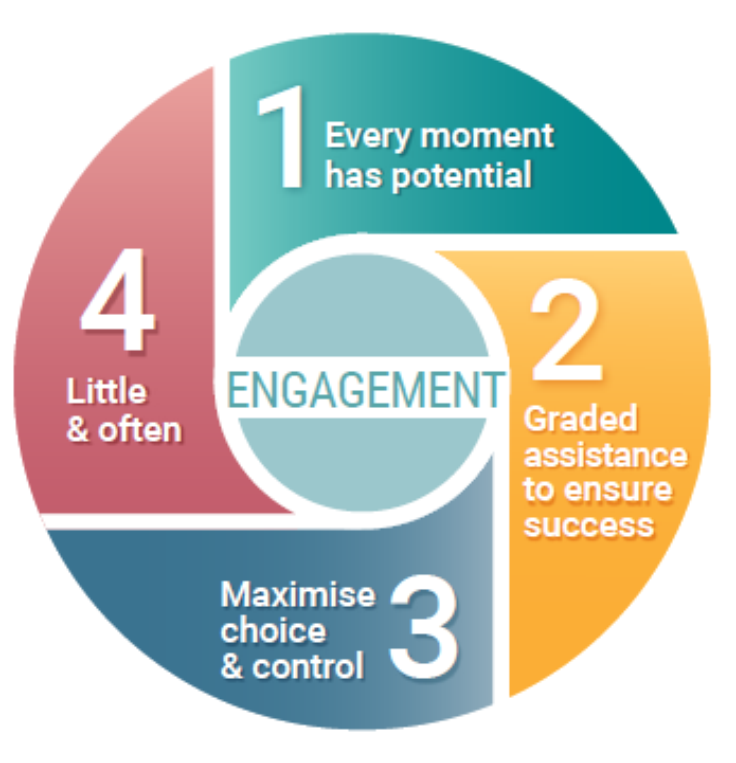 1
Every moment
has potential
2
Graded
assistance
to ensure
success
3
Maximise
choice
& control
4
Little
& often
ENGAGEMENT